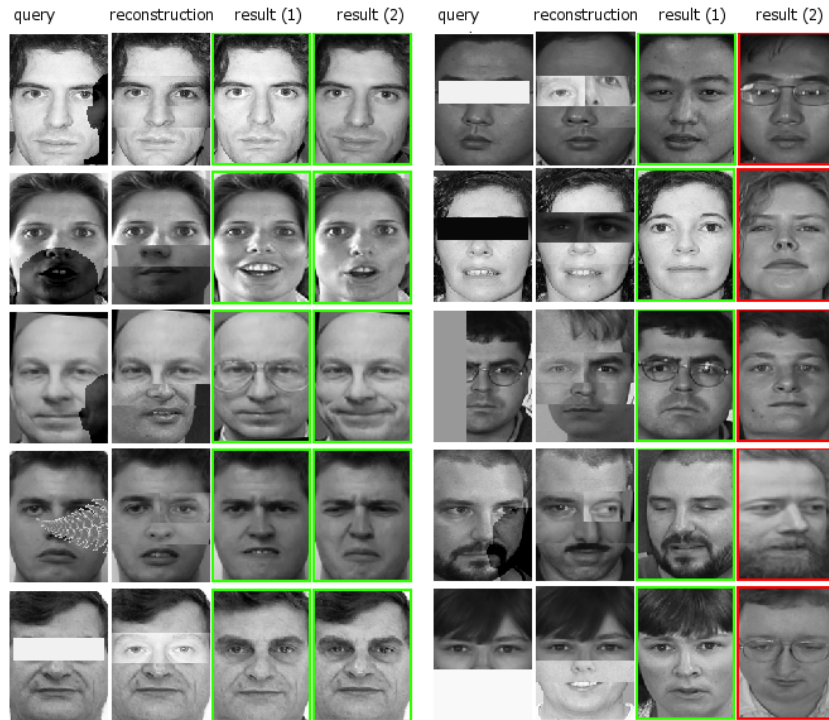 query reconstruction result (1) result (2) query reconstruction result (1) result (2)